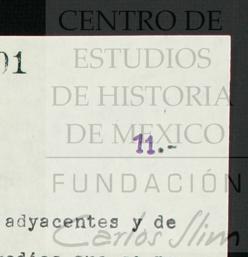 CENTRO DE
ESTUDIOS
DE HISTORIA
DE MEXICO
FUNDACIÓN
Carlos Slim
01
11.-
adyacentes y de